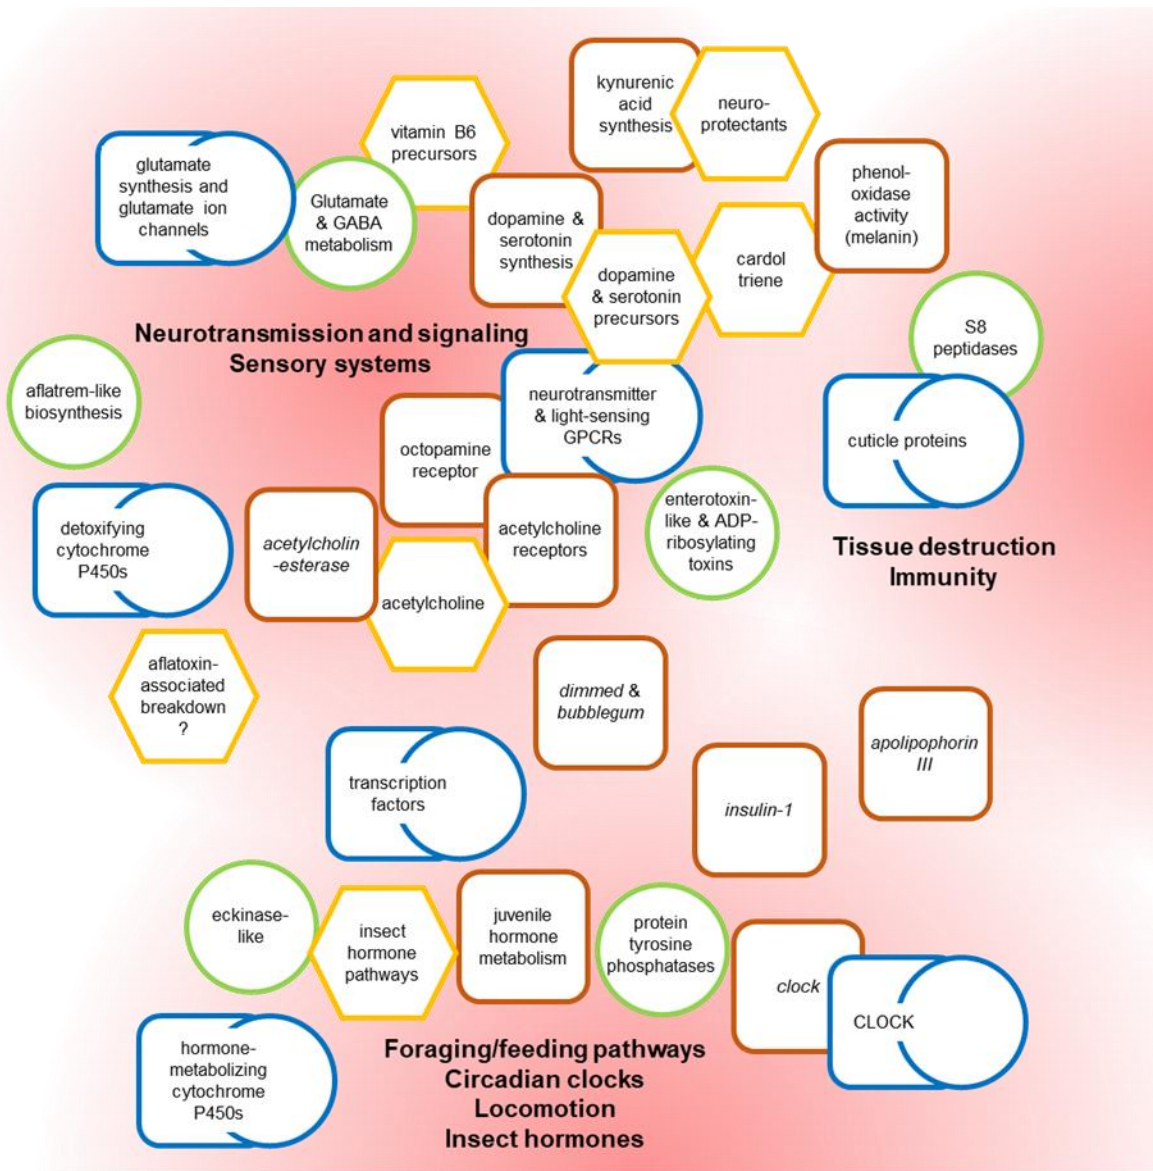 kynurenic
acid
synthesis
neuro-
protectants
vitamin B6
precursors
glutamate
synthesis and
glutamate ion
channels
Glutamate
& GABA
metabolism
dopamine &
serotonin
synthesis
dopamine
& serotonin
precursors
cardol
triene
phenol-
oxidase
activity
(melanin)
S8
peptidases
Neurotransmission and signaling
Sensory systems
aflatrem-like
biosynthesis
neurotransmitter
& light-sensing
GPCRs
cuticle proteins
octopamine
receptor
detoxifying
cytochrome
P450s
acetylcholin
-esterase
acetylcholine
receptors
enterotoxin-
like & ADP-
ribosylating
toxins
Tissue destruction
Immunity
acetylcholine
aflatoxin-
associated
breakdown
?
dimmed &
bubblegum
apolipophorin
III
transcription
factors
insulin-1
eckinase-
like
insect
hormone
pathways
juvenile
hormone
metabolism
protein
tyrosine
phosphatases
clock
CLOCK
hormone-
metabolizing
cytochrome
P450s
Foraging/feeding pathways
Circadian clocks
Locomotion
Insect hormones